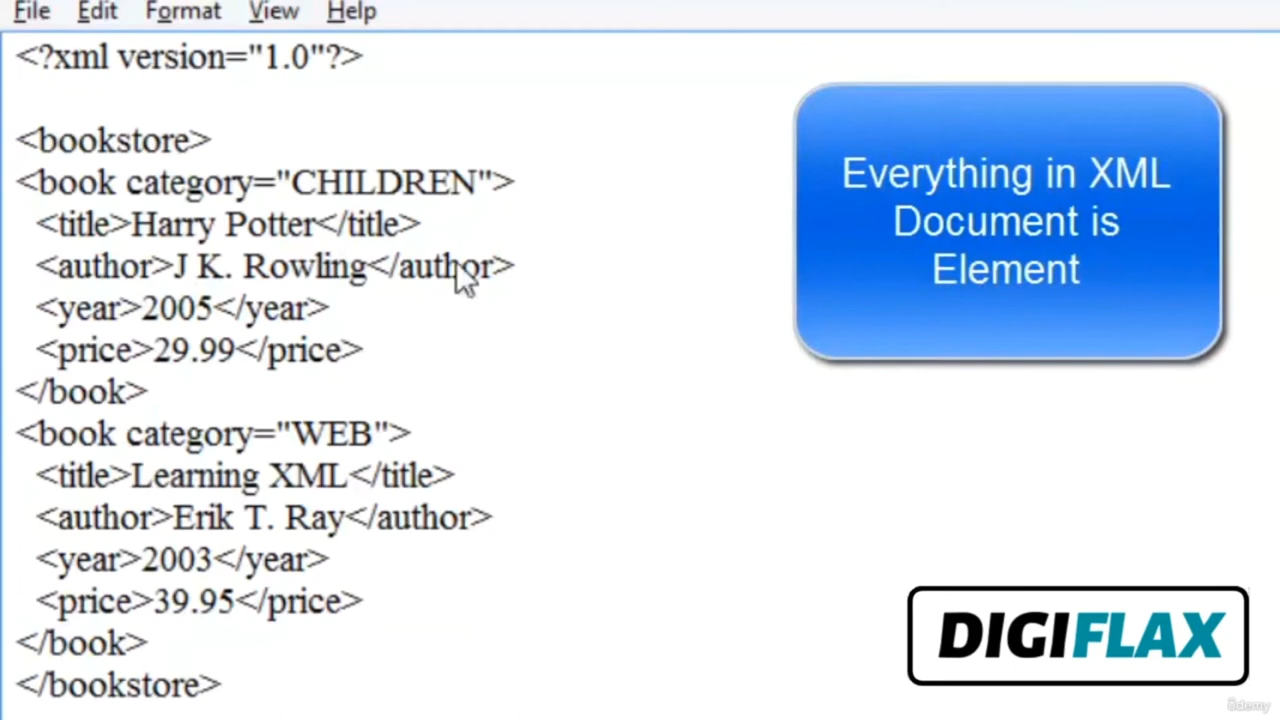 File Edit Format View Help
<?xml version="1.0"?>
<bookstore>
<book category="CHILDREN">
<title>Harry Potter</title>
<author>J K. Rowling</author>
<year>2005</year>
<price>29.99</price>
</book>
<book category="WEB">
<title>Learning XML</title>
<author>Erik T. Ray</author>
<year>2003</year>
<price>39.95</price>
</book>
</bookstore>
Everything in XML
Document is
Element
DIGIFLAX
ûdemy